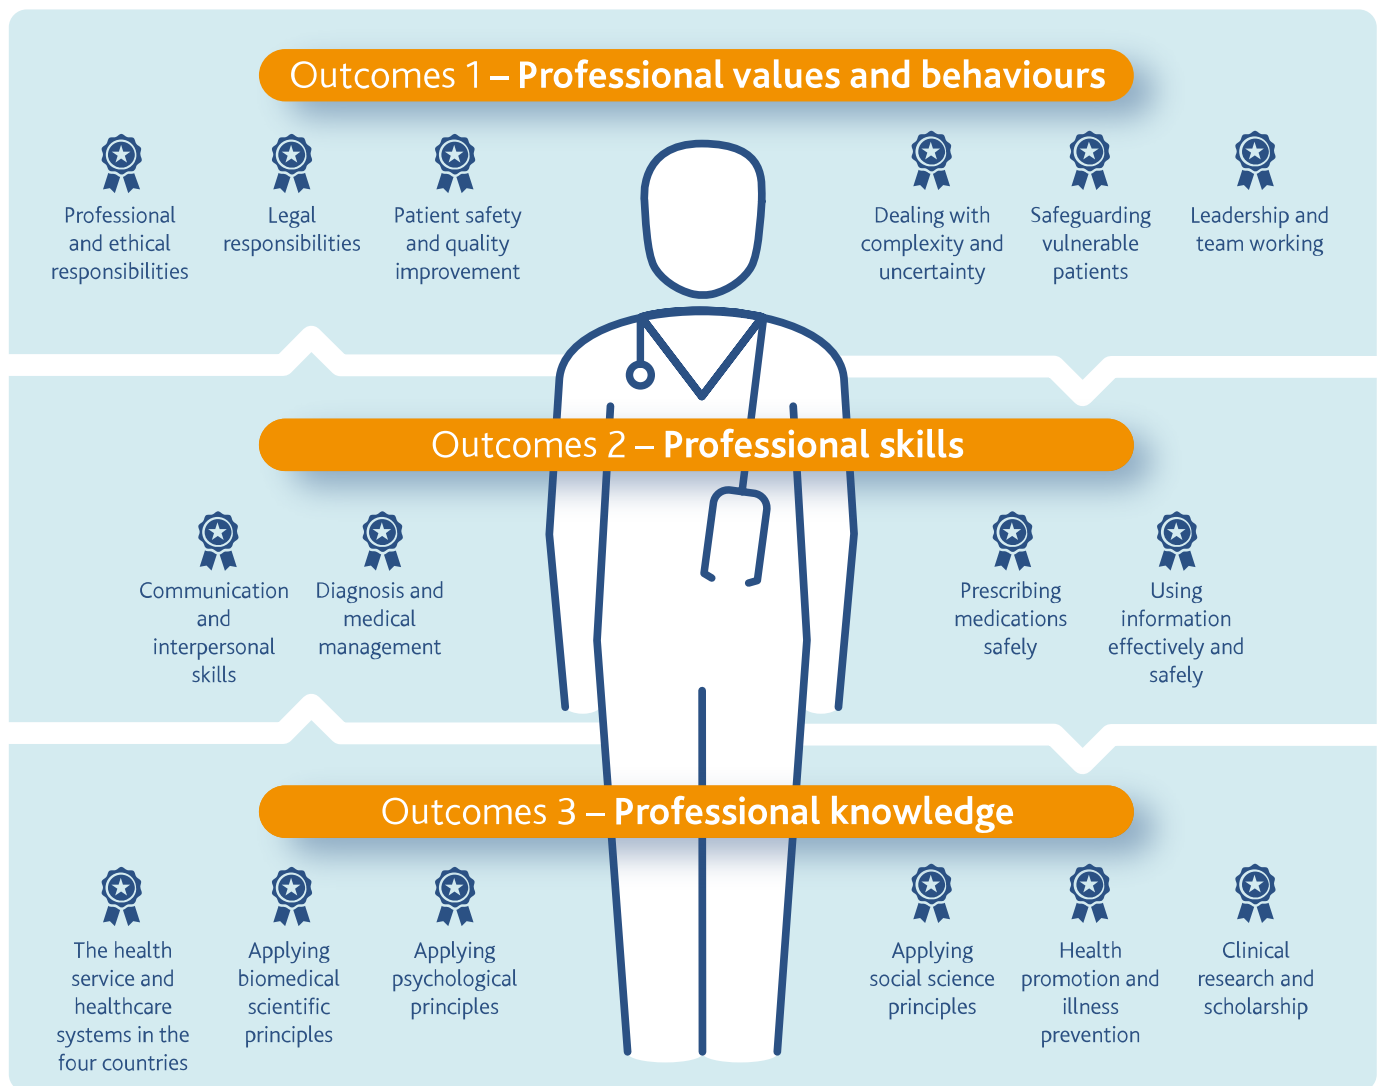 Outcomes 1 – Professional values and behaviours
Professional
and ethical
responsibilities
Legal
responsibilities
Patient safety
and quality
improvement
Dealing with
complexity and
uncertainty
Safeguarding
vulnerable
patients
Leadership and
team working
Outcomes 2 – Professional skills
Communication
and
interpersonal
skills
Diagnosis and
medical
management
Prescribing
medications
safely
Using
information
effectively and
safely
Outcomes 3 – Professional knowledge
The health
service and
healthcare
systems in the
four countries
Applying
biomedical
scientific
principles
Applying
psychological
principles
Applying
social science
principles
Health
promotion and
illness
prevention
Clinical
research and
scholarship